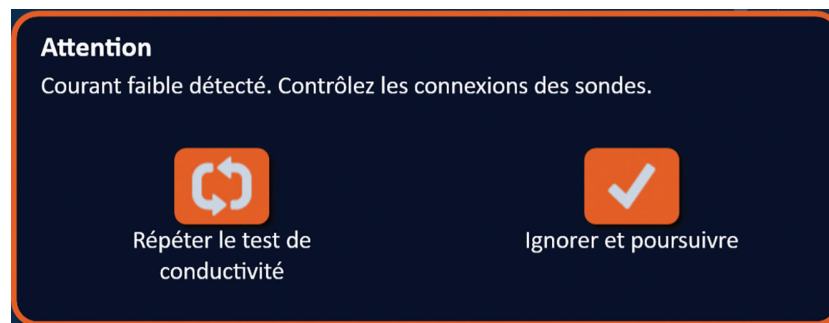 Attention
Courant faible détecté. Contrôlez les connexions des sondes.
Répéter le test de
conductivité
Ignorer et poursuivre